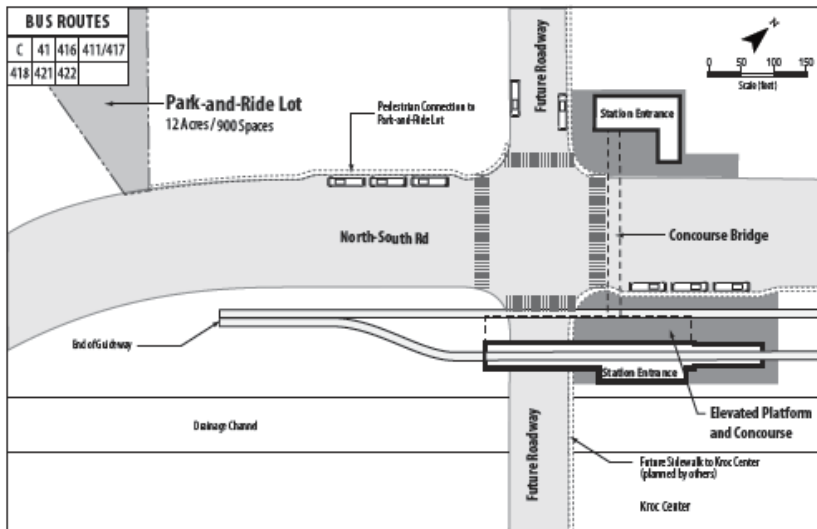 BUS ROUTES
C 41 416 411/417
418 421 422
Park-and-Ride Lot
12 Acres / 900 Spaces
Pedestrian Connection to
Park-and-Ride Lot
Future Roadway
Station Entrance
N
0 50 100 150
Scale (feet)
North-South Rd
Concourse Bridge
End of Guideway
Station Entrance
Elevated Platform
and Concourse
Drainage Channel
Future Roadway
Future Sidewalk to Kroc Center
(planned by others)
Kroc Center